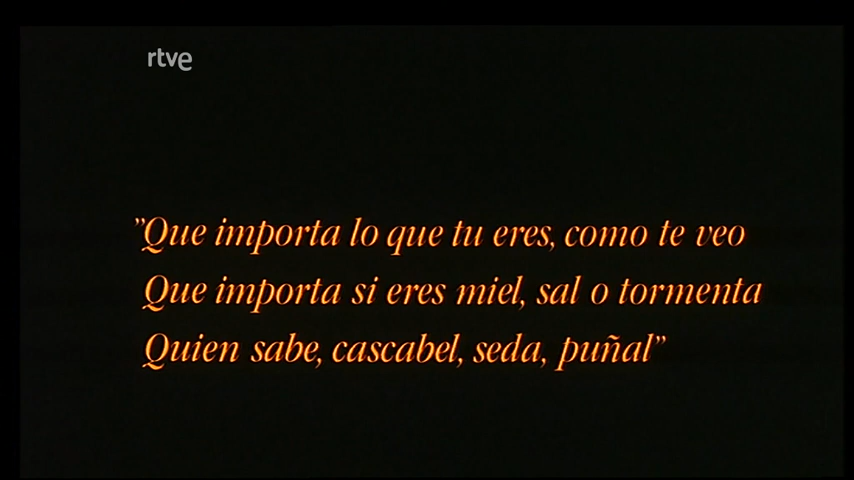 rtve
"Que importa lo que tu eres, como te veo
Que importa si eres miel, sal o tormenta
Quien sabe, cascabel, seda, puñal"